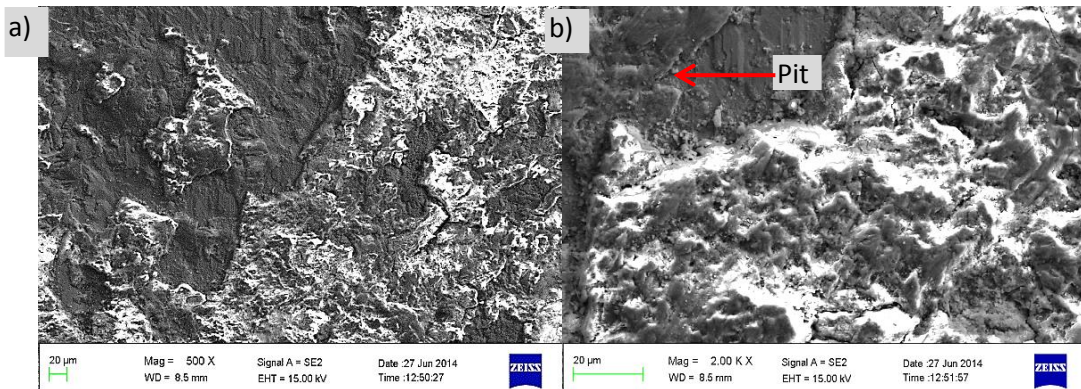 a)
b)
Pit
20 µm
Mag = 500 X
Signal A = SE2
Date :27 Jun 2014
WD = 8.5 mm
EHT = 15.00 kV
Time :12:50:27
ZEISS
20 µm
Mag = 2.00 K X
Signal A = SE2
Date :27 Jun 2014
WD = 8.5 mm
EHT = 15.00 kV
Time :12:51:57
ZEISS